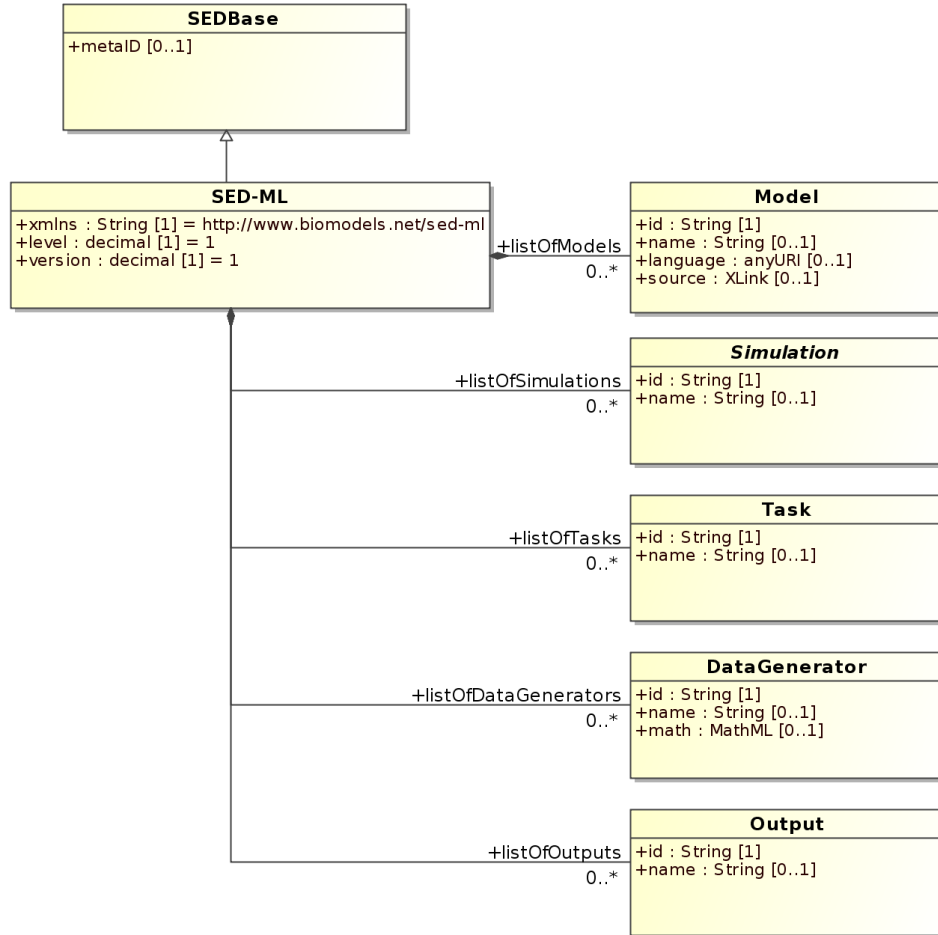 SEDBase
+metaID [0..1]
SED-ML
+xmlns : String [1] = http://www.biomodels.net/sed-ml
+level : decimal [1] = 1
+version : decimal [1] = 1
+listOfModels
0..*
Model
+id : String [1]
+name : String [0..1]
+language : anyURI [0..1]
+source : XLink [0..1]
+listOfSimulations
0..*
Simulation
+id : String [1]
+name : String [0..1]
+listOfTasks
0..*
Task
+id : String [1]
+name : String [0..1]
+listOfDataGenerators
0..*
DataGenerator
+id : String [1]
+name : String [0..1]
+math : MathML [0..1]
+listOfOutputs
0..*
Output
+id : String [1]
+name : String [0..1]